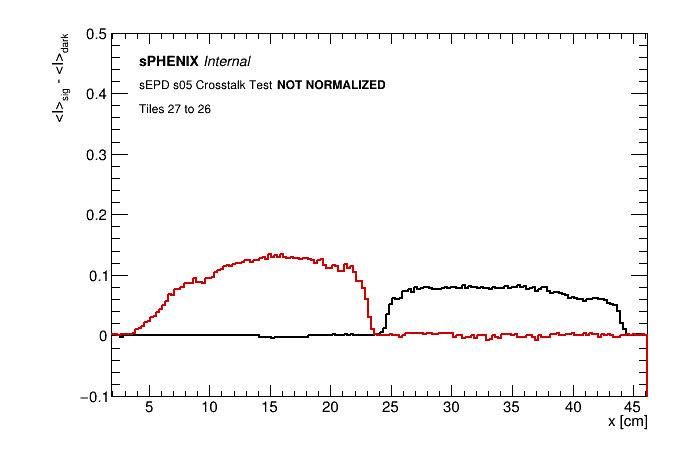 <I>sig - <I>dark
sPHENIX Internal
sEPD s05 Crosstalk Test NOT NORMALIZED
Tiles 27 to 26
0.5
0.4
0.3
0.2
0.1
0
−0.1
5 10 15 20 25 30 35 40 45
x [cm]